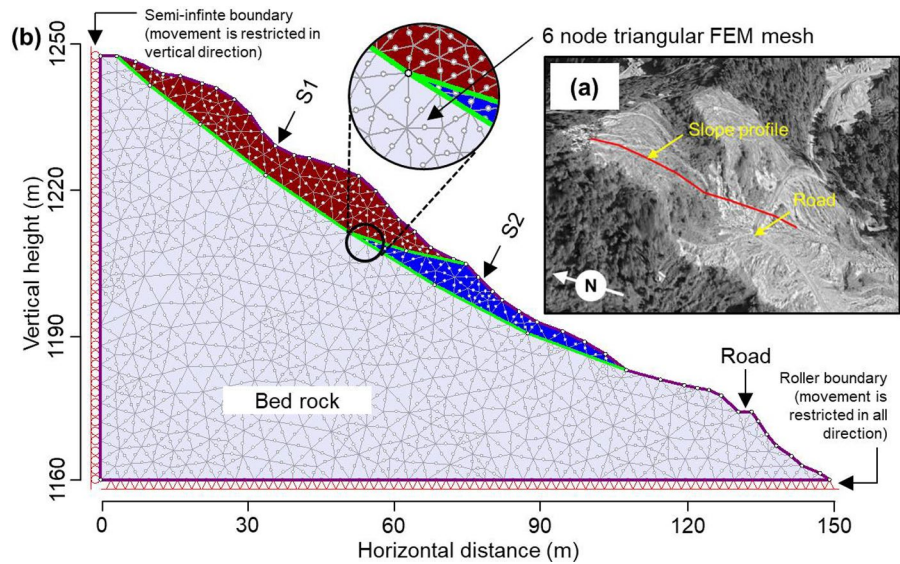 (b)
Semi-infinte boundary
(movement is restricted in
vertical direction)
6 node triangular FEM mesh
(a)
Slope profile
Road
N
S1
S2
Bed rock
Road
Roller boundary
(movement is
restricted in all
direction)
Vertical height (m)
1250
1220
1190
1160
0 30 60 90 120 150
Horizontal distance (m)